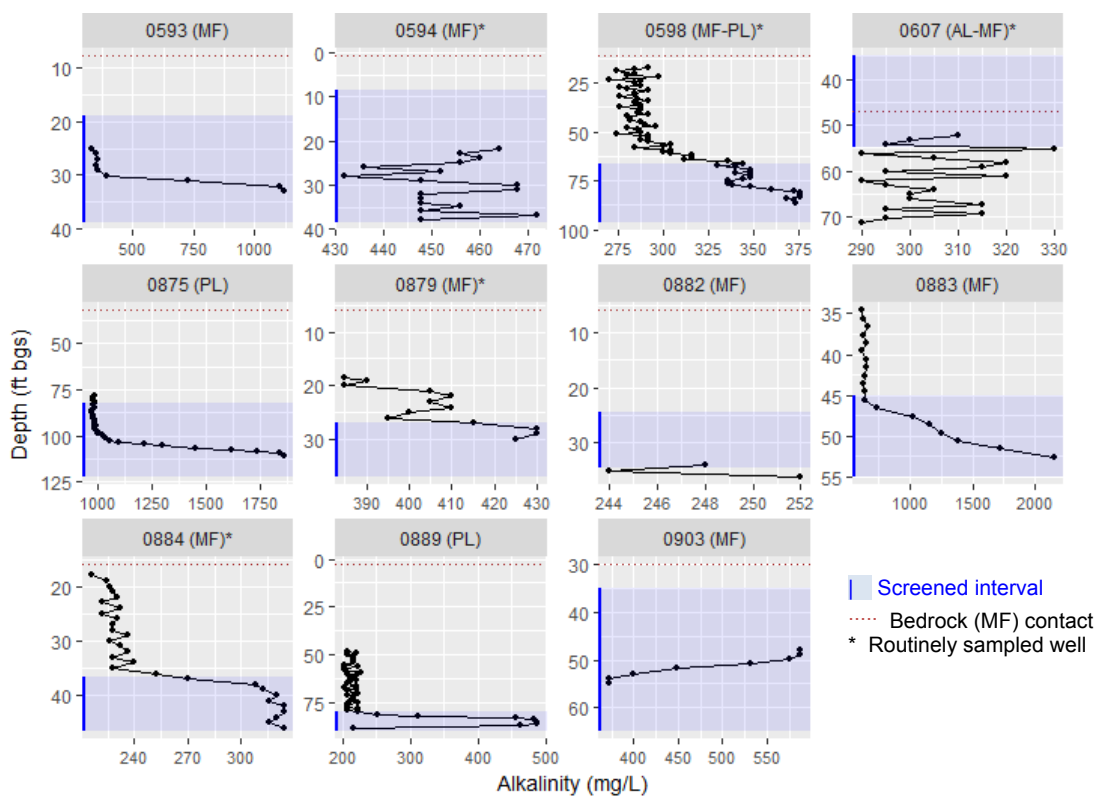 0593 (MF) 0594 (MF)* 0598 (MF-PL)* 0607 (AL-MF)*
10
20
30
40
500 1000
0
10
20
30
40
430 440 450 460 470
25
50
75
100
275 300 325 350 375
40
50
60
70
290 300 310 320 330
0875 (PL) 0879 (MF)* 0882 (MF) 0883 (MF)
50
75
100
125
1000 1250 1500 1750
10
20
30
390 400 410 420 430
10
20
30
244 246 248 250 252
35
40
45
50
55
1000 1500 2000
Depth (ft bgs)
0884 (MF)* 0889 (PL) 0903 (MF)
20
30
40
240 270 300
0
25
50
75
200 300 400 500
30
40
50
60
400 450 500 550
Alkalinity (mg/L)
Screened interval
Bedrock (MF) contact
* Routinely sampled well